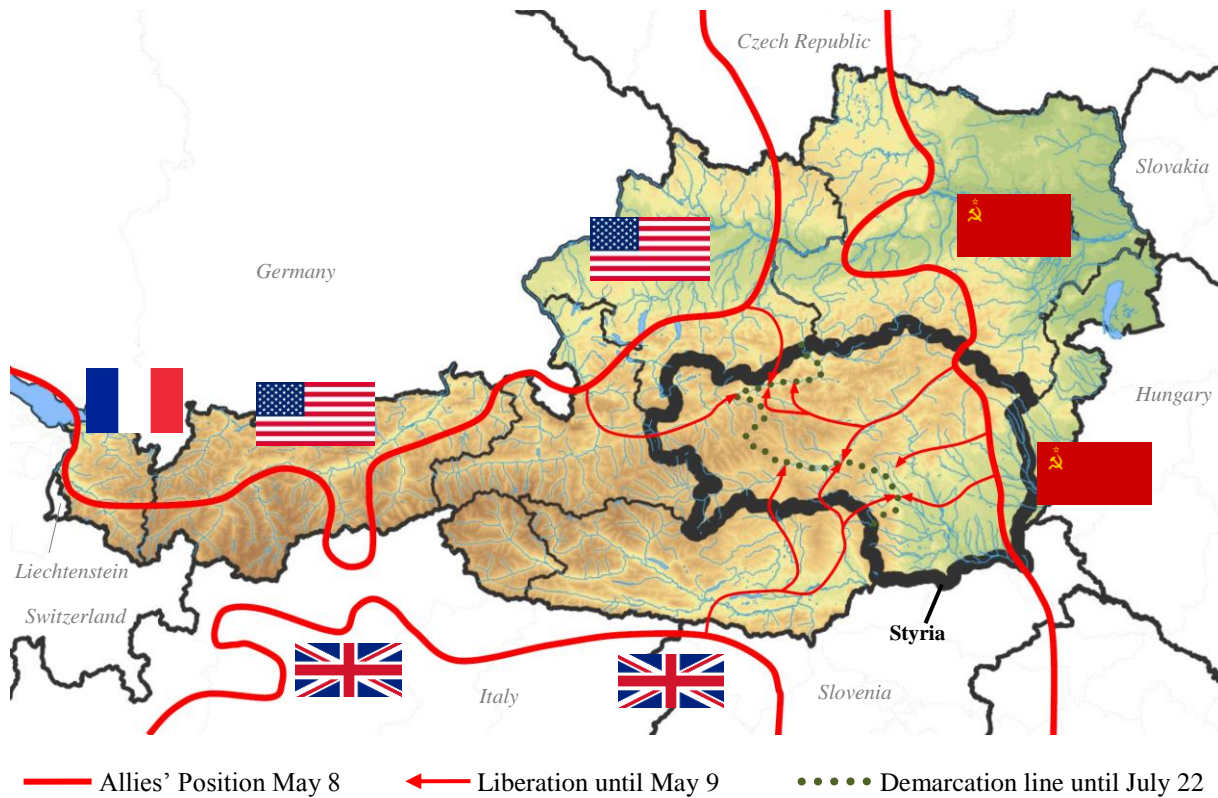 Czech Republic
Slovakia
Germany
Hungary
Liechtenstein
Switzerland
Styria
Italy
Slovenia
Allies’ Position May 8
Liberation until May 9
Demarcation line until July 22